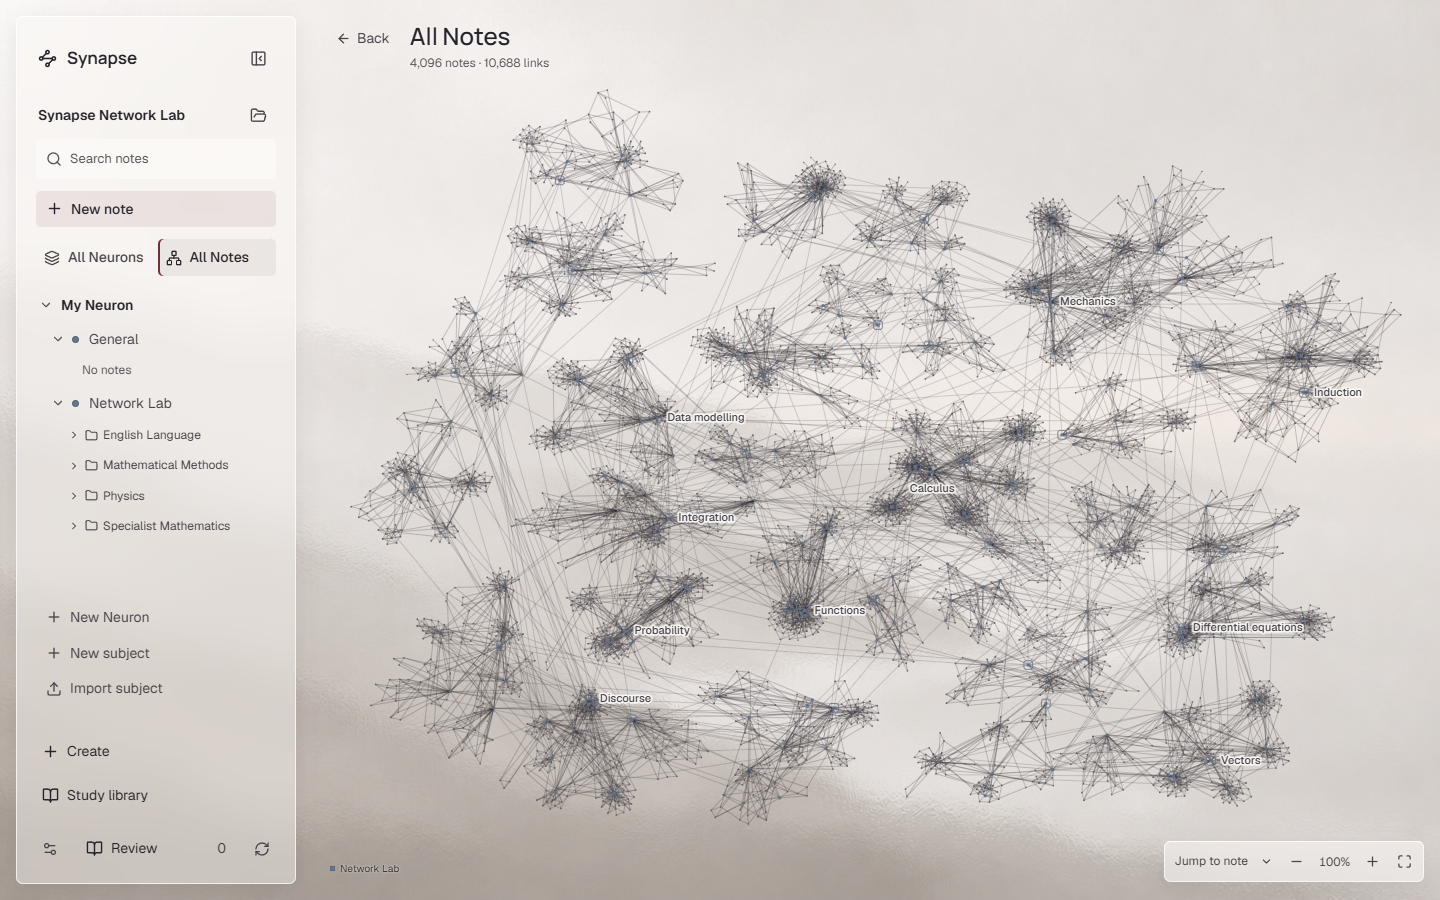 Synapse
Synapse Network Lab
Search notes
New note
All Neurons
All Notes
My Neuron
General
No notes
Network Lab
English Language
Mathematical Methods
Physics
Specialist Mathematics
New Neuron
New subject
Import subject
Create
Study library
Review 0
Back
All Notes
4,096 notes · 10,688 links
Mechanics
Induction
Data modelling
Calculus
Integration
Functions
Probability
Differential equations
Discourse
Vectors
Network Lab
Jump to note
100%